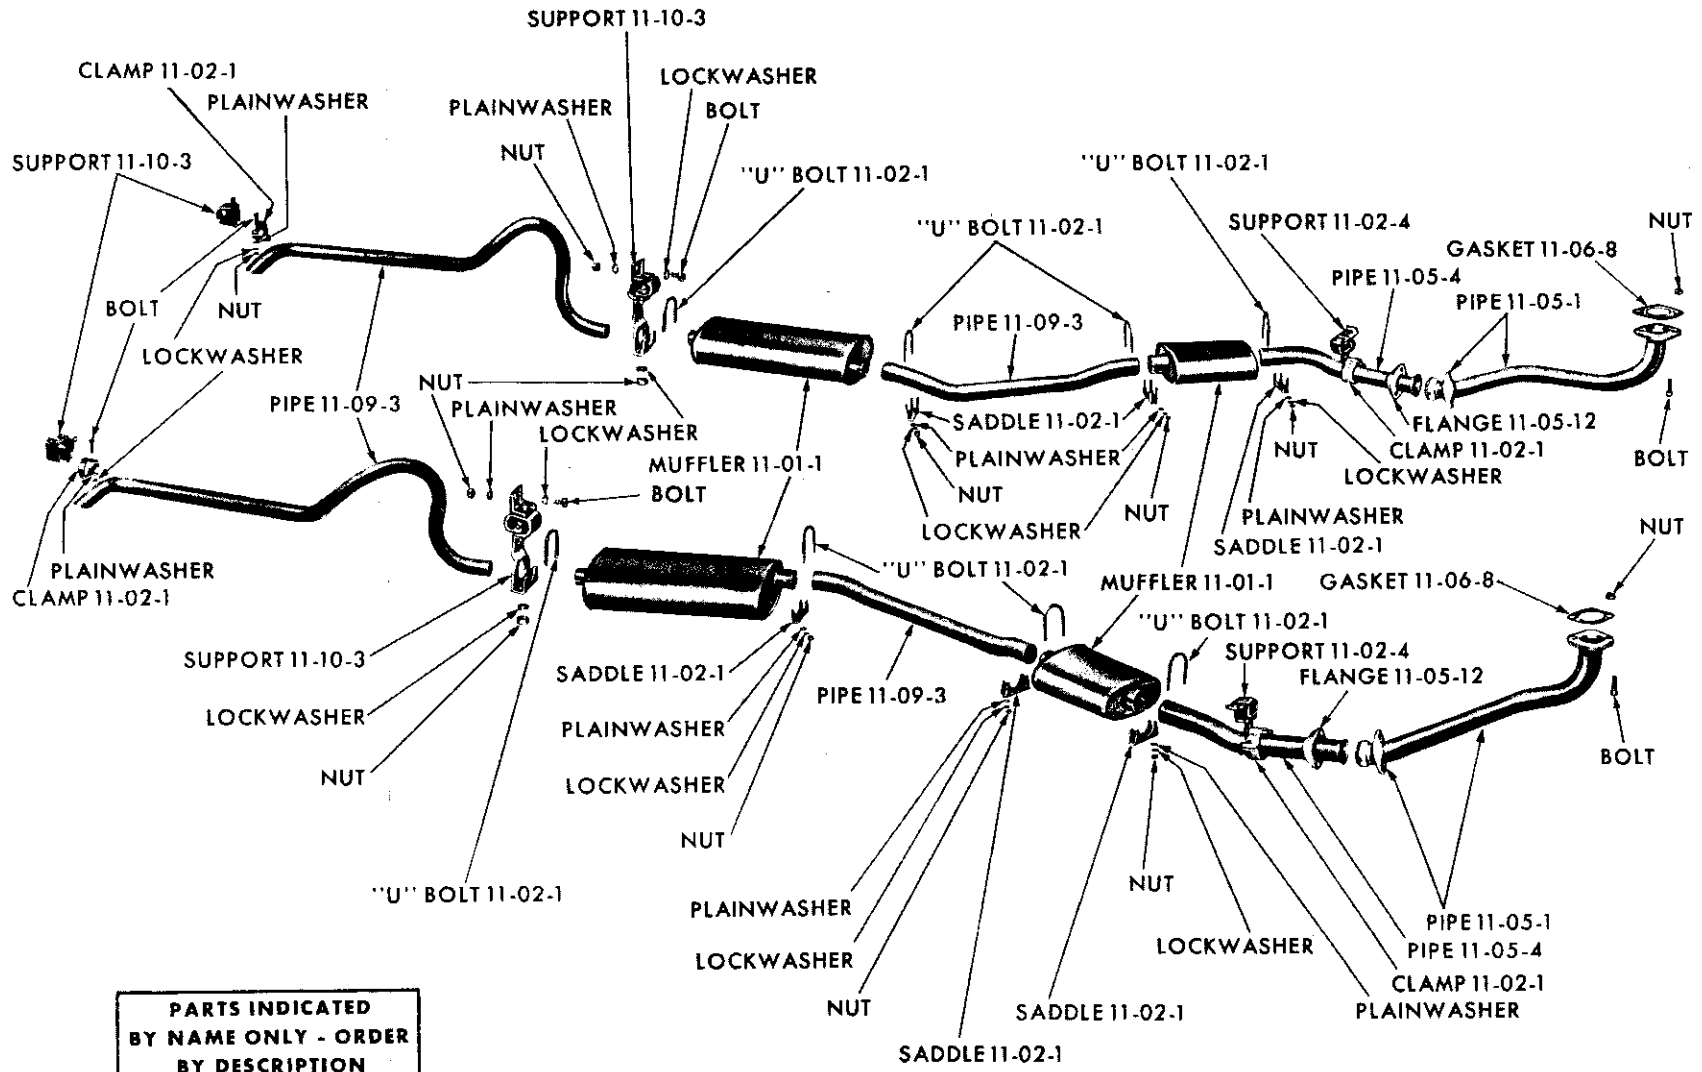 SUPPORT 11-10-3
CLAMP 11-02-1
LOCKWASHER
PLAINWASHER
PLAINWASHER
BOLT
SUPPORT 11-10-3
NUT
"U" BOLT 11-02-1
"U" BOLT 11-02-1
"U" BOLT 11-02-1
SUPPORT 11-02-4
NUT
GASKET 11-06-8
PIPE 11-05-4
PIPE 11-05-1
BOLT
NUT
PIPE 11-09-3
LOCKWASHER
NUT
PIPE 11-09-3
PLAINWASHER
LOCKWASHER
SADDLE 11-02-1
FLANGE 11-05-12
NUT
CLAMP 11-02-1
PLAINWASHER
BOLT
MUFFLER 11-01-1
LOCKWASHER
BOLT
NUT
NUT
PLAINWASHER
LOCKWASHER
NUT
SADDLE 11-02-1
PLAINWASHER
CLAMP 11-02-1
"U" BOLT 11-02-1
MUFFLER 11-01-1
GASKET 11-06-8
"U" BOLT 11-02-1
SUPPORT 11-10-3
SADDLE 11-02-1
SUPPORT 11-02-4
FLANGE 11-05-12
PIPE 11-09-3
LOCKWASHER
PLAINWASHER
BOLT
NUT
LOCKWASHER
NUT
"U" BOLT 11-02-1
NUT
PLAINWASHER
PIPE 11-05-1
LOCKWASHER
PIPE 11-05-4
LOCKWASHER
CLAMP 11-02-1
NUT
SADDLE 11-02-1
PLAINWASHER
SADDLE 11-02-1
PARTS INDICATED
BY NAME ONLY - ORDER
BY DESCRIPTION